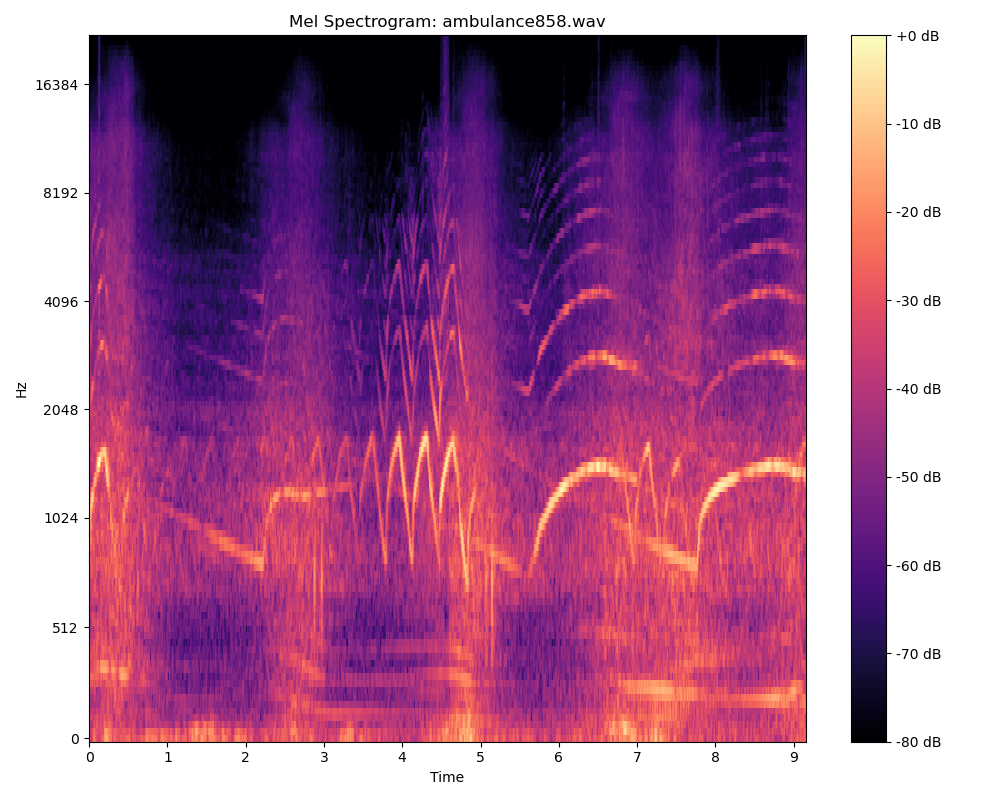 Mel Spectrogram: ambulance858.wav
+0 dB
16384
-10 dB
8192
-20 dB
4096
-30 dB
Hz
2048
-40 dB
1024
-50 dB
512
-60 dB
0
-70 dB
-80 dB
0 1 2 3 4 5 6 7 8 9
Time